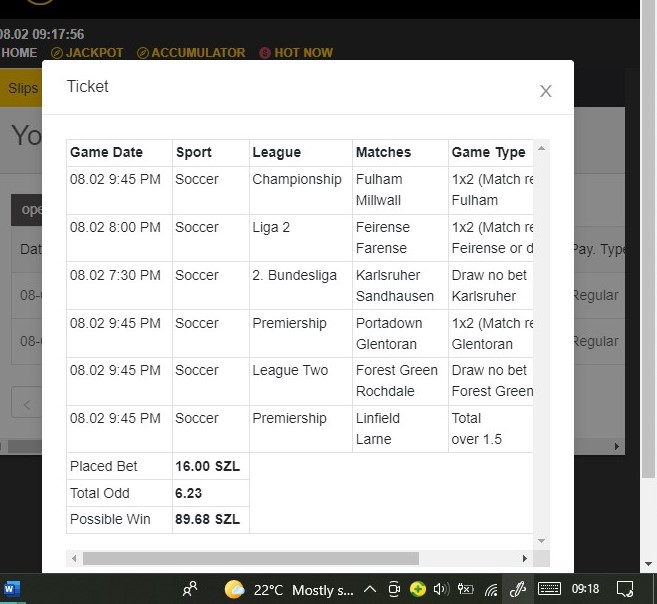 08.02 09:17:56
HOME JACKPOT ACCUMULATOR HOT NOW
Slips
Ticket
X
Yo
Game Date Sport League Matches Game Type
08.02 9:45 PM Soccer Championship Fulham 1x2 (Match re
Millwall Fulham
08.02 8:00 PM Soccer Liga 2 Feirense 1x2 (Match re
Farense Feirense or d
08.02 7:30 PM Soccer 2. Bundesliga Karlsruher Draw no bet
Sandhausen Karlsruher
08.02 9:45 PM Soccer Premiership Portadown 1x2 (Match re
Glentoran Glentoran
08.02 9:45 PM Soccer League Two Forest Green Draw no bet
Rochdale Forest Green
08.02 9:45 PM Soccer Premiership Linfield Total
Larne over 1.5
Placed Bet 16.00 SZL
Total Odd 6.23
Possible Win 89.68 SZL
ope
Dat Pay. Type
08- Regular
08- Regular
W 22°C Mostly s... 09:18